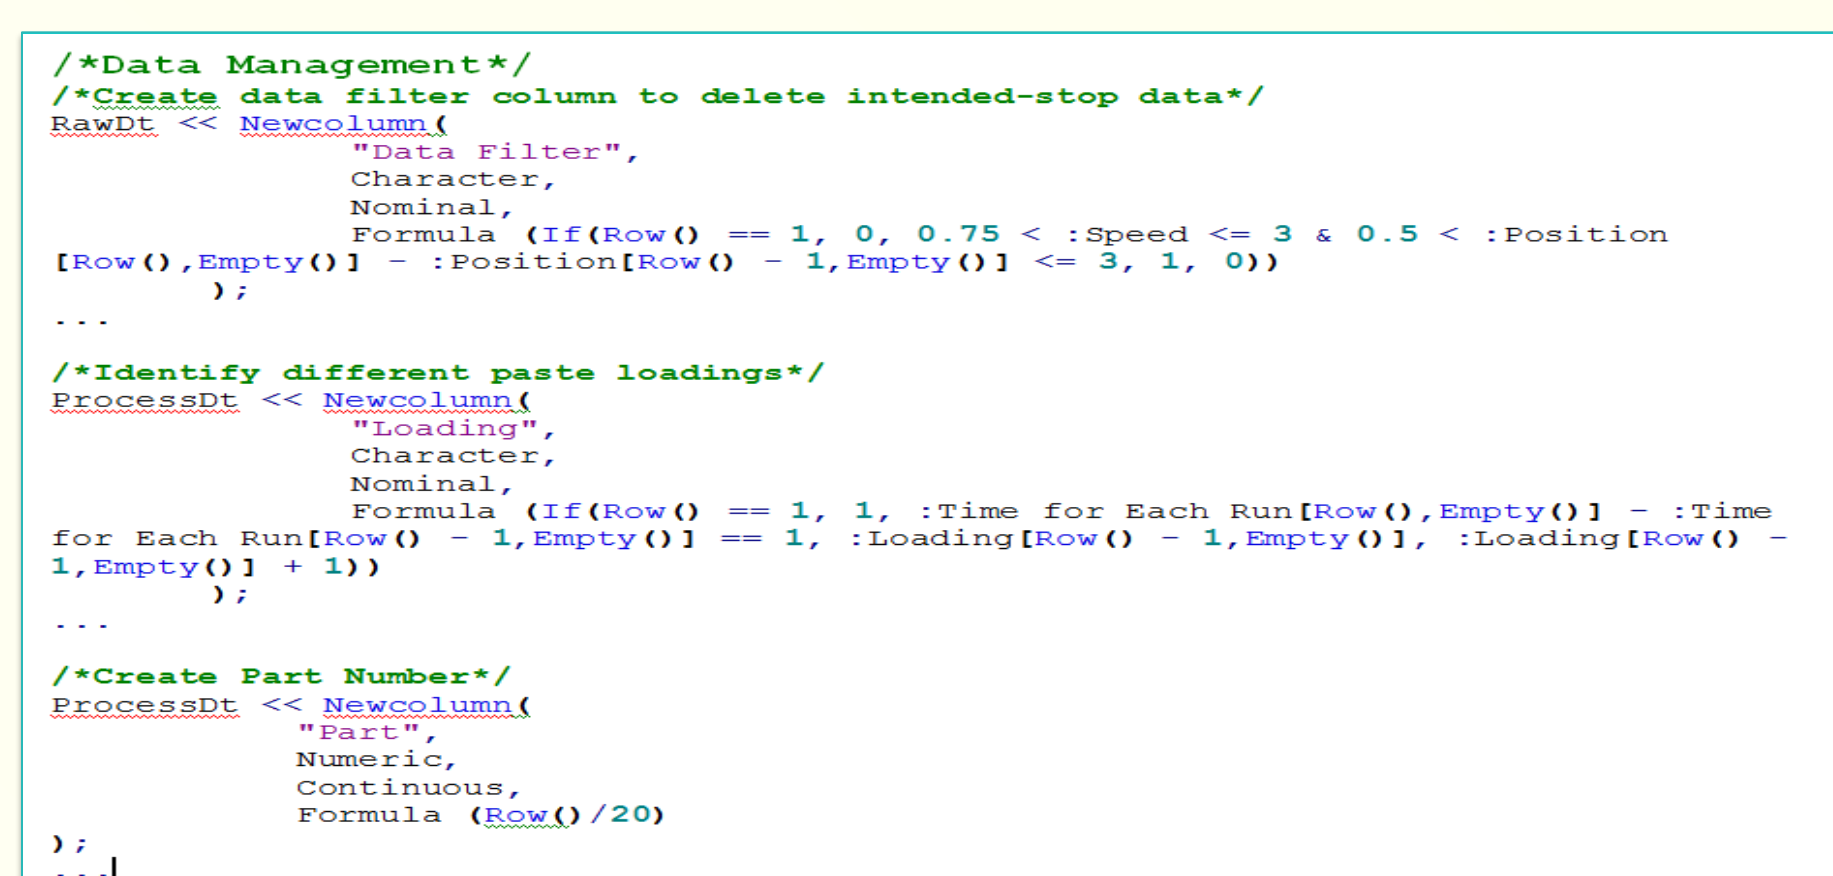 /*Data Management*/
/*Create data filter column to delete intended-stop data*/
RawDt << Newcolumn(
"Data Filter",
Character,
Nominal,
Formula (If(Row() == 1, 0, 0.75 < :Speed <= 3 & 0.5 < :Position
[Row(),Empty()] - :Position[Row() - 1,Empty()] <= 3, 1, 0))
);
...
/*Identify different paste loadings*/
ProcessDt << Newcolumn(
"Loading",
Character,
Nominal,
Formula (If(Row() == 1, 1, :Time for Each Run[Row(),Empty()] - :Time
for Each Run[Row() - 1,Empty()] == 1, :Loading[Row() - 1,Empty()], :Loading[Row() -
1,Empty()] + 1))
);
...
/*Create Part Number*/
ProcessDt << Newcolumn(
"Part",
Numeric,
Continuous,
Formula (Row()/20)
);
...